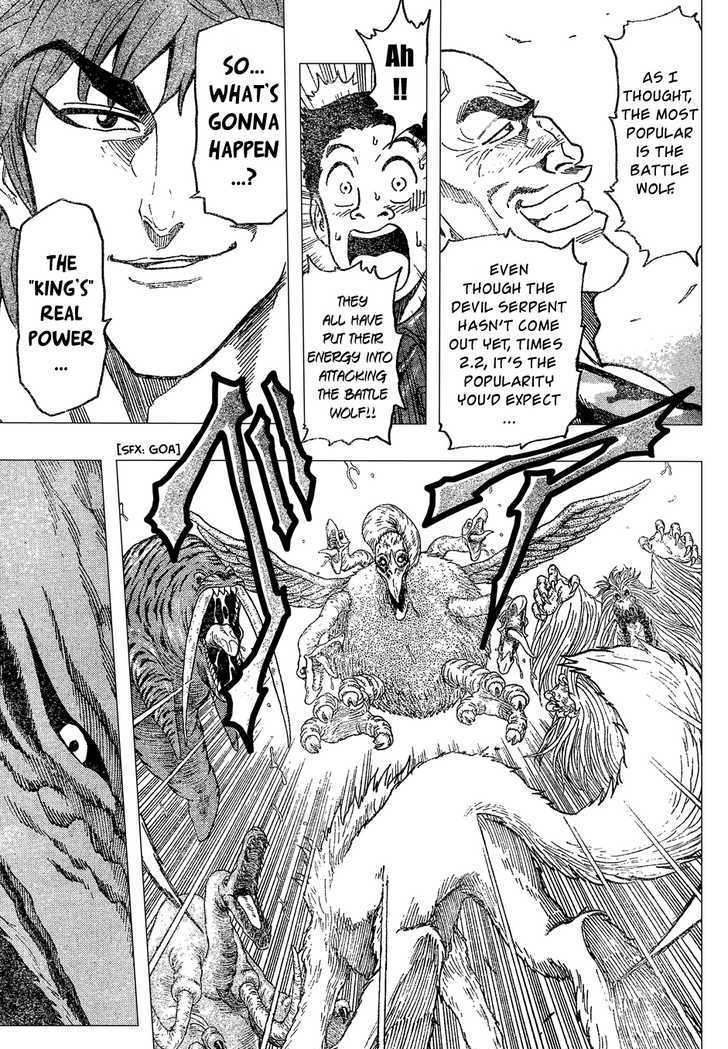 AS I
THOUGHT,
THE MOST
POPULAR
IS THE
BATTLE
WOLF.
EVEN
THOUGH THE
DEVIL SERPENT
HASN'T COME
OUT YET, TIMES
2.2, IT'S THE
POPULARITY
YOU'D EXPECT
...
Ah
!!
THEY
ALL HAVE
PUT THEIR
ENERGY INTO
ATTACKING
THE BATTLE
WOLF!!
SO...
WHAT'S
GONNA
HAPPEN
...?
THE
"KING'S"
REAL
POWER
...
グ
ア
[SFX: GOA]